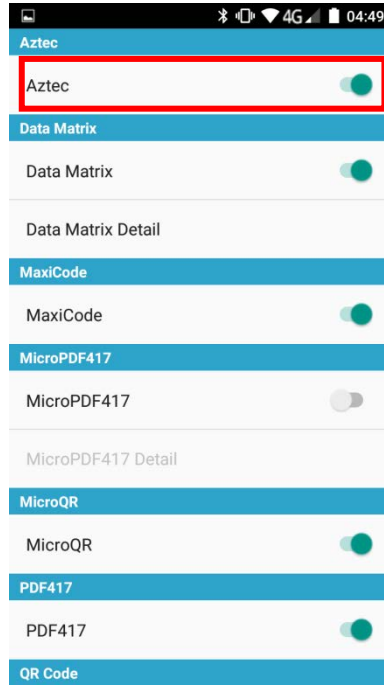 4G 04:49
Aztec
Aztec
Data Matrix
Data Matrix
Data Matrix Detail
MaxiCode
MaxiCode
MicroPDF417
MicroPDF417
MicroPDF417 Detail
MicroQR
MicroQR
PDF417
PDF417
QR Code